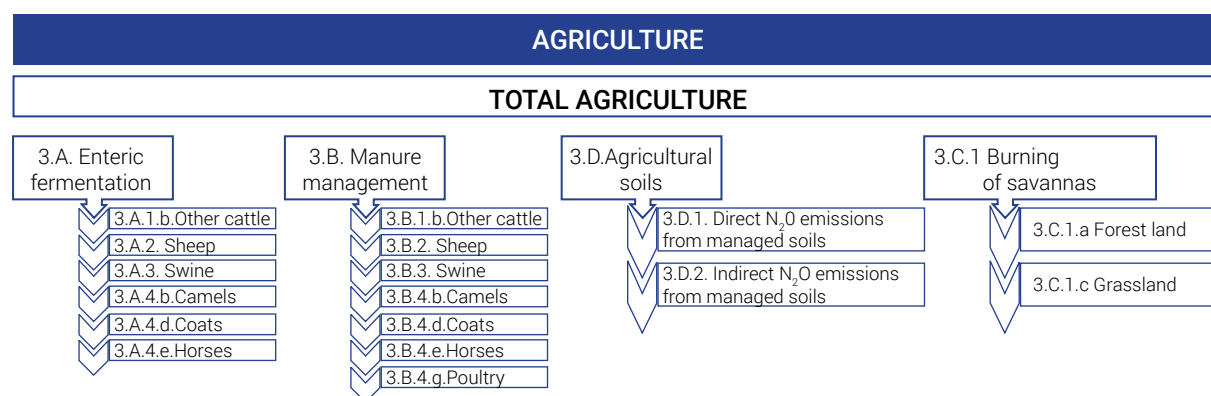 AGRICULTURE
TOTAL AGRICULTURE
3.A. Enteric
fermentation
3.A.1.b.Other cattle
3.A.2. Sheep
3.A.3. Swine
3.A.4.b.Camels
3.A.4.d.Coats
3.A.4.e.Horses
3.B. Manure
management
3.B.1.b.Other cattle
3.B.2. Sheep
3.B.3. Swine
3.B.4.b.Camels
3.B.4.d.Coats
3.B.4.e.Horses
3.B.4.g.Poultry
3.D.Agricultural
soils
3.D.1. Direct N₂0 emissions
from managed soils
3.D.2. Indirect N₂O emissions
from managed soils
3.C.1 Burning
of savannas
3.C.1.a Forest land
3.C.1.c Grassland